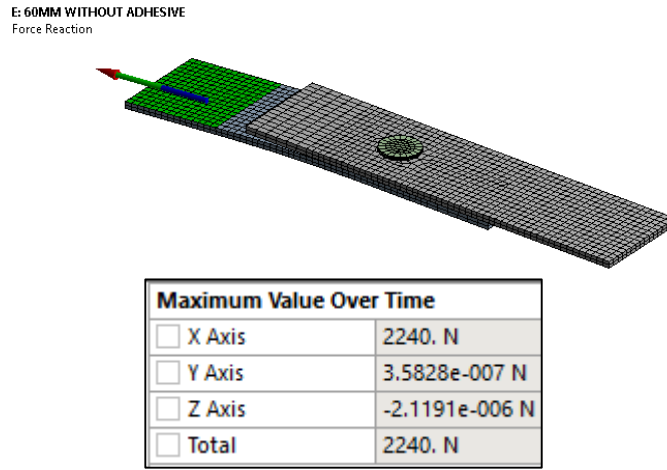 E: 60MM WITHOUT ADHESIVE
Force Reaction
Maximum Value Over Time
X Axis 2240. N
Y Axis 3.5828e-007 N
Z Axis -2.1191e-006 N
Total 2240. N